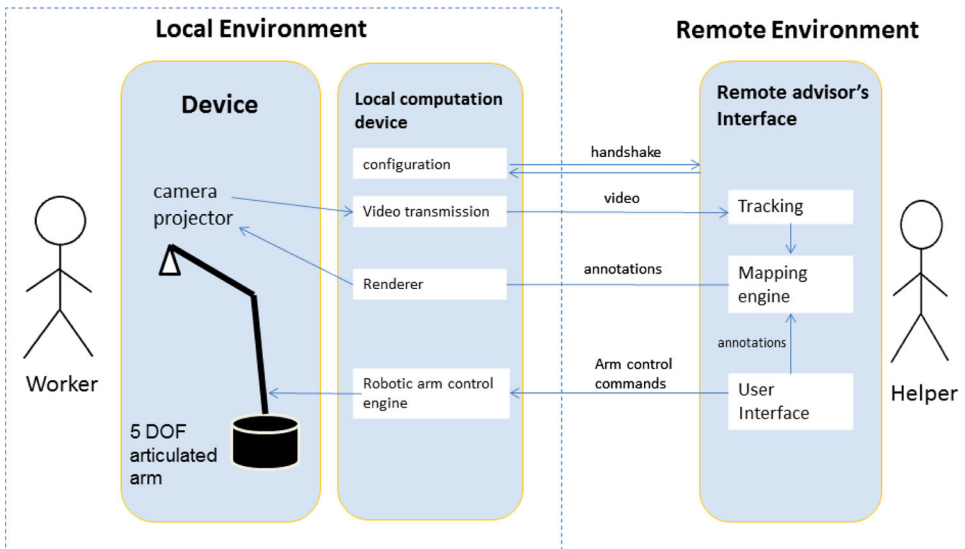 Local Environment
Remote Environment
Device
Local computation
device
Remote advisor's
Interface
configuration
handshake
camera
projector
Video transmission
video
Tracking
Renderer
annotations
Mapping
engine
annotations
Worker
Robotic arm control
engine
Arm control
commands
User
Interface
Helper
5 DOF
articulated
arm